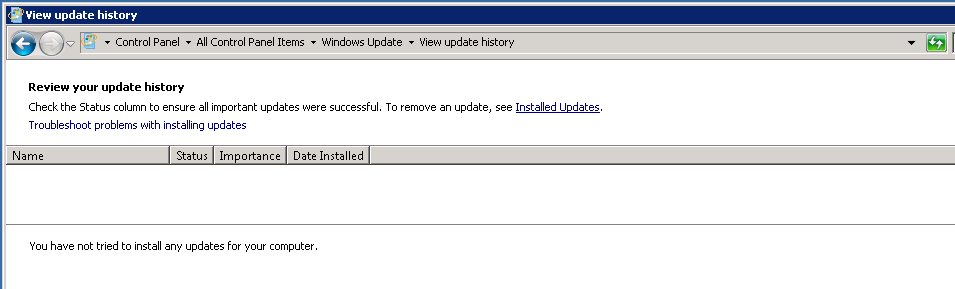 View update history
Control Panel All Control Panel Items Windows Update View update history
Review your update history
Check the Status column to ensure all important updates were successful. To remove an update, see Installed Updates.
Troubleshoot problems with installing updates
Name Status Importance Date Installed
You have not tried to install any updates for your computer.